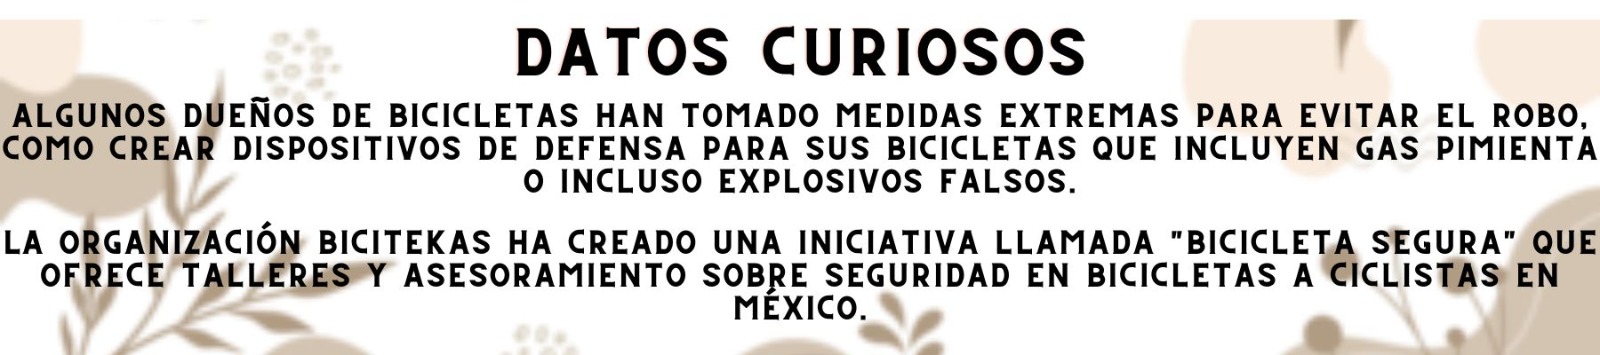 DATOS CURIOSOS
ALGUNOS DUEÑOS DE BICICLETAS HAN TOMADO MEDIDAS EXTREMAS PARA EVITAR EL ROBO,
COMO CREAR DISPOSITIVOS DE DEFENSA PARA SUS BICICLETAS QUE INCLUYEN GAS PIMIENTA
O INCLUSO EXPLOSIVOS FALSOS.
LA ORGANIZACIÓN BICITEKAS HA CREADO UNA INICIATIVA LLAMADA "BICICLETA SEGURA" QUE
OFRECE TALLERES Y ASESORAMIENTO SOBRE SEGURIDAD EN BICICLETAS A CICLISTAS EN
MÉXICO.